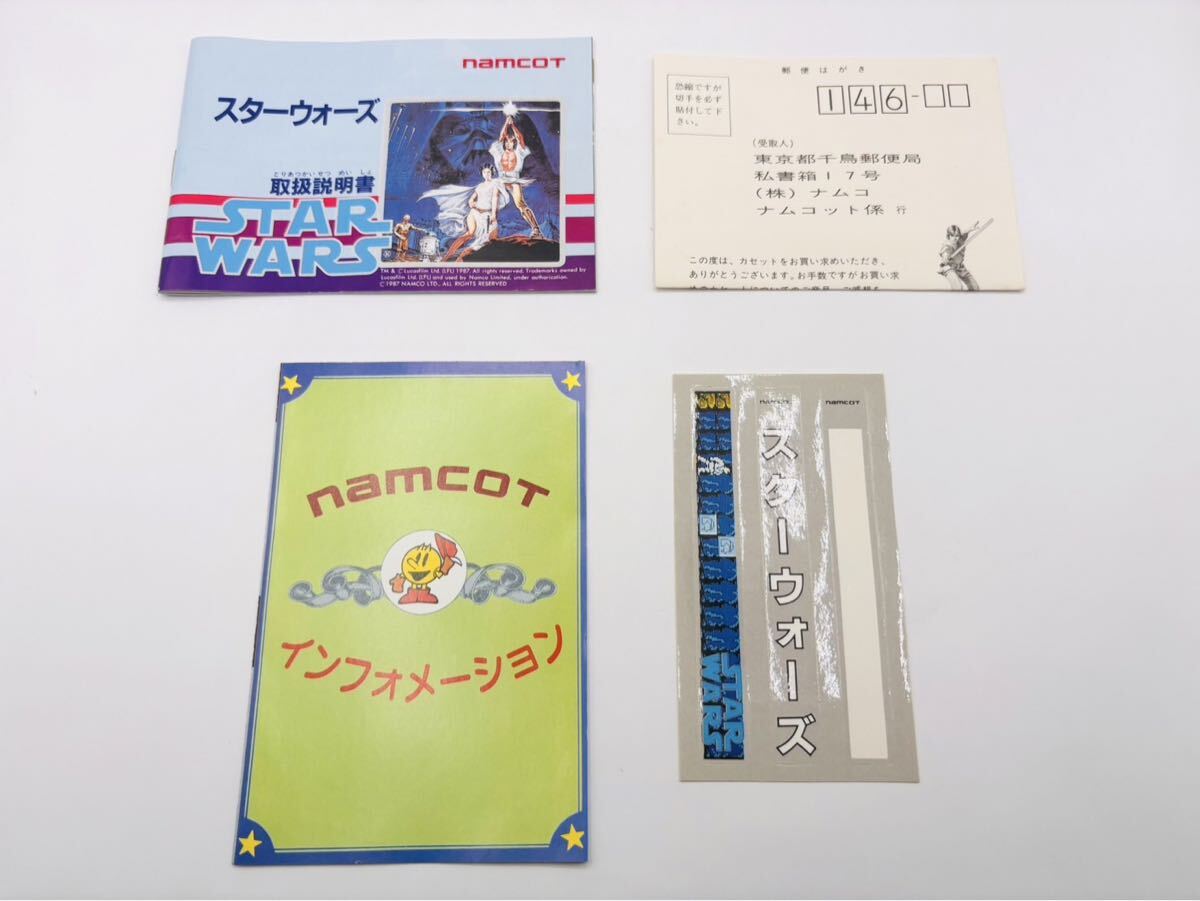 namcoT
スターウォーズ
とりあつかいせつ めい しょ
取扱説明書
STAR
WARS
TM & © Lucasfilm Ltd. (LFL) 1987. All rights reserved. Trademarks owned by
Lucasfilm Ltd. (LFL) and used by Namco Limited, under authorization.
© 1987 NAMCO LTD., ALL RIGHTS RESERVED
郵便はがき
恐縮ですが
切手を必ず
貼付して下
さい。
146-
(受取人)
東京都千鳥郵便局
私書箱17号
(株)ナムコ
ナムコット係 行
この度は、カセットをお買い求めいただき、
ありがとうございます。お手数ですがお買い求
namcoT
インフォメーション
STAR
WARS
namcoT
スターウォーズ
namcoT